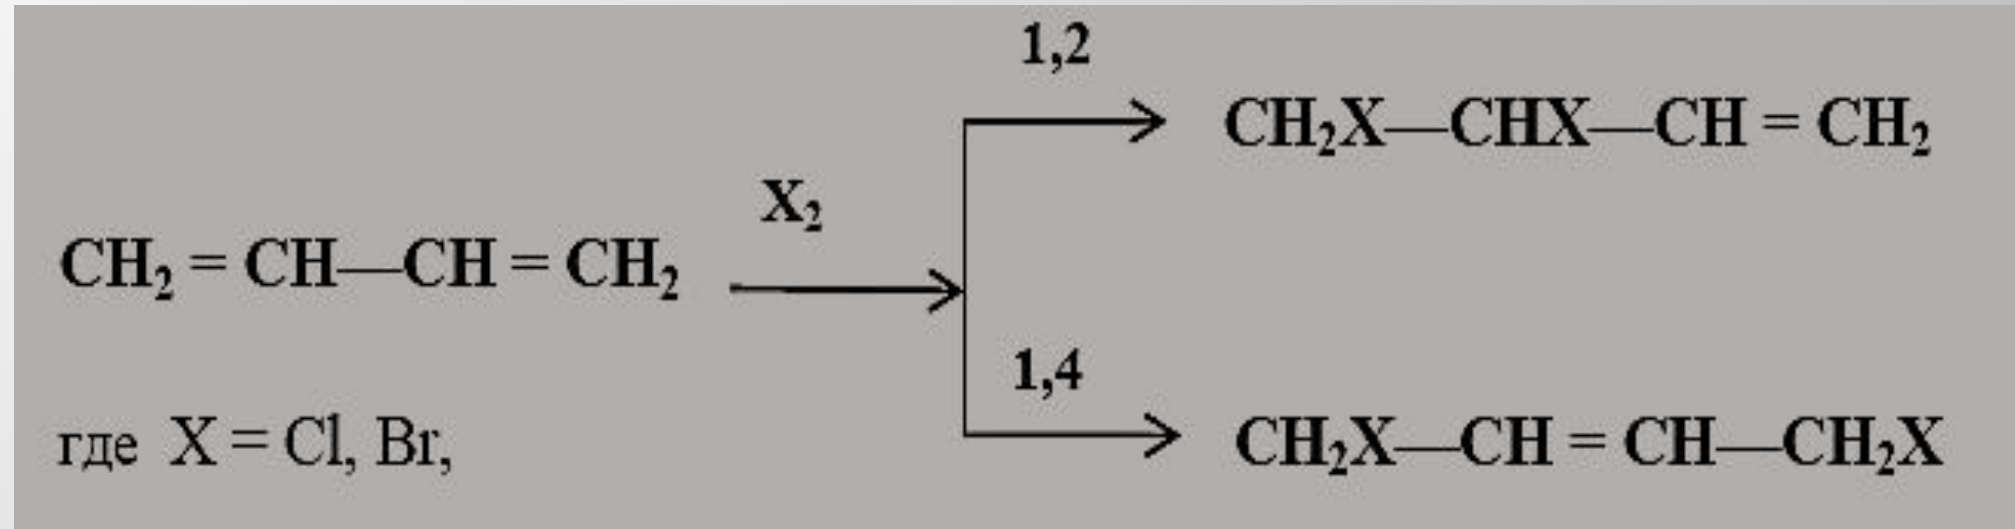 1,2
CH₂X—CHX—CH = CH₂
X₂
CH₂ = CH—CH = CH₂
1,4
где X = Cl, Br,
CH₂X—CH = CH—CH₂X